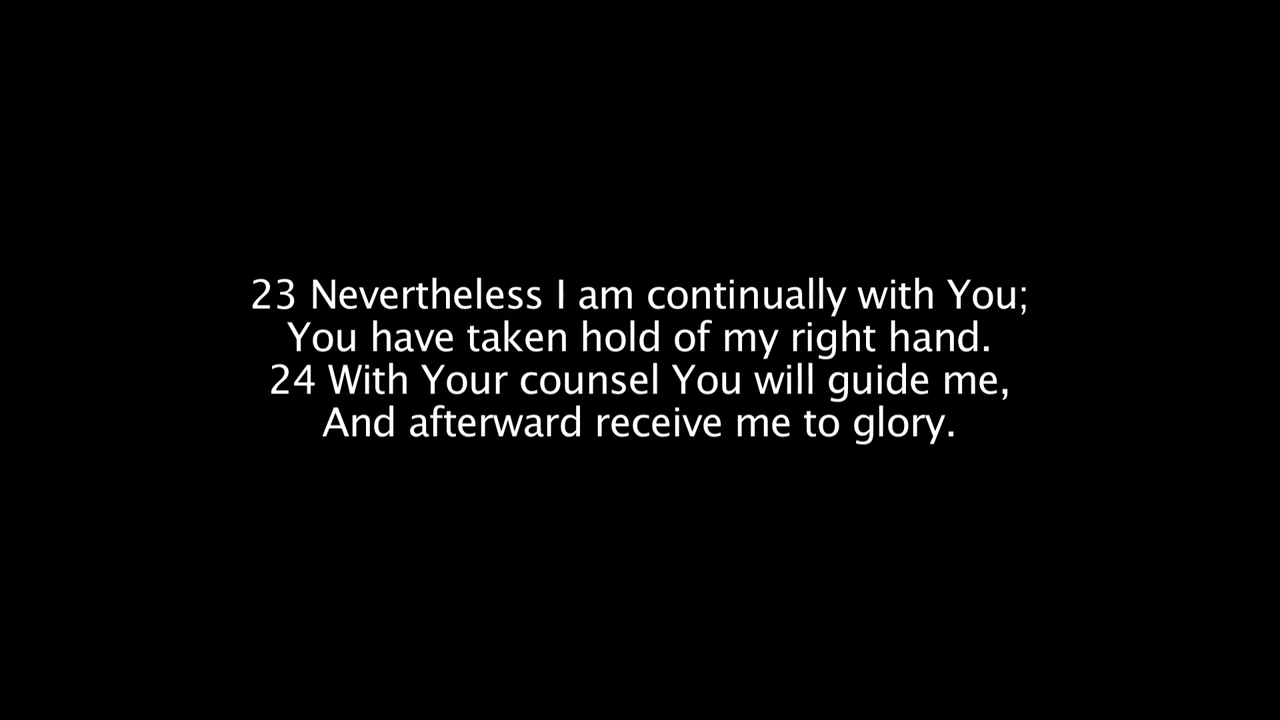 23 Nevertheless I am continually with You;
You have taken hold of my right hand.
24 With Your counsel You will guide me,
And afterward receive me to glory.